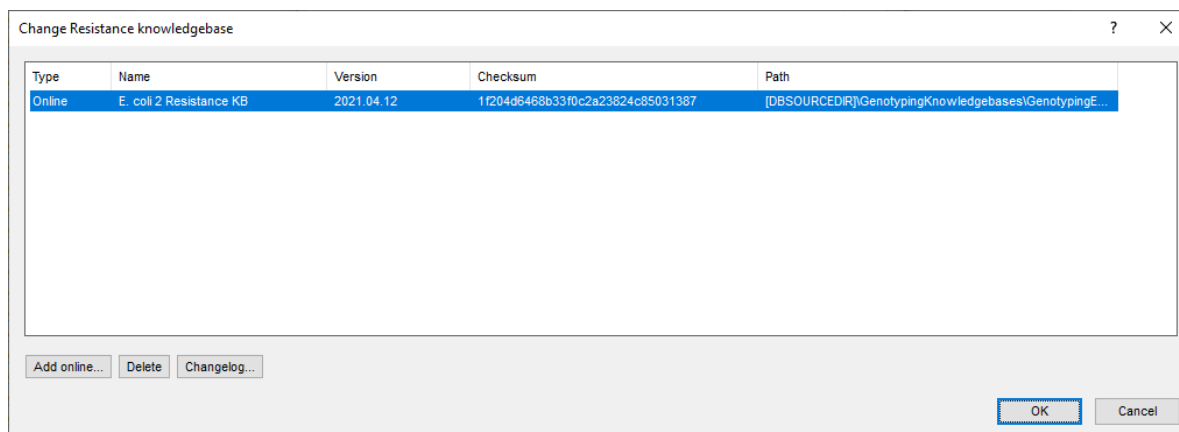 Change Resistance knowledgebase ?
Type Name Version Checksum Path
Online E. coli 2 Resistance KB 2021.04.12 1f204d6468b33f0c2a23824c85031387 [DBSOURCEDIR]\GenotypingKnowledgebases\GenotypingE...
Add online... Delete Changelog...
OK Cancel